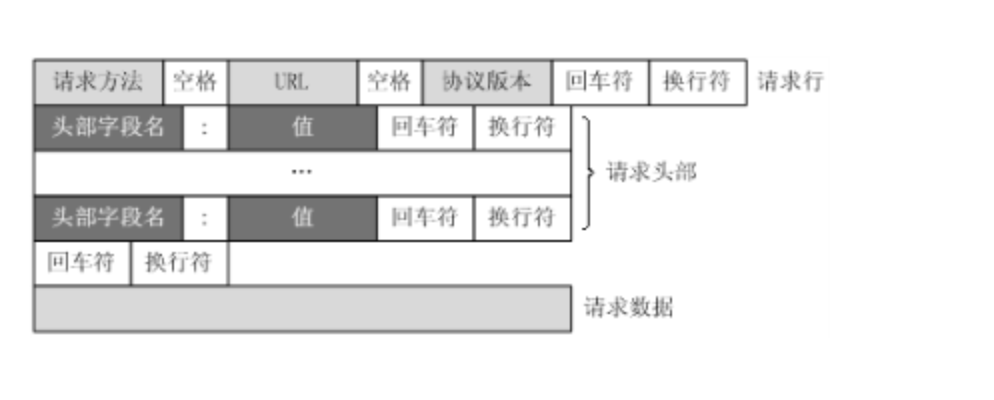 请求方法 空格 URL 空格 协议版本 回车符 换行符 请求行
头部字段名 : 值 回车符 换行符
... 请求头部
头部字段名 : 值 回车符 换行符
回车符 换行符
请求数据